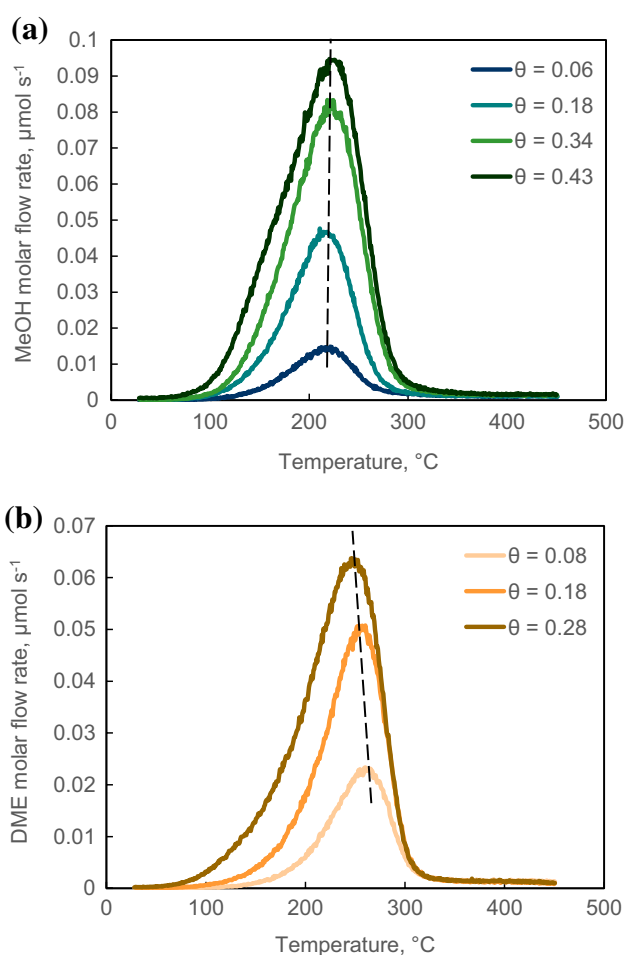 (a)
MeOH molar flow rate, µmol s⁻¹
0.1
0.09
0.08
0.07
0.06
0.05
0.04
0.03
0.02
0.01
0
θ = 0.06
θ = 0.18
θ = 0.34
θ = 0.43
0 100 200 300 400 500
Temperature, °C
(b)
DME molar flow rate, µmol s⁻¹
0.07
0.06
0.05
0.04
0.03
0.02
0.01
0
θ = 0.08
θ = 0.18
θ = 0.28
0 100 200 300 400 500
Temperature, °C